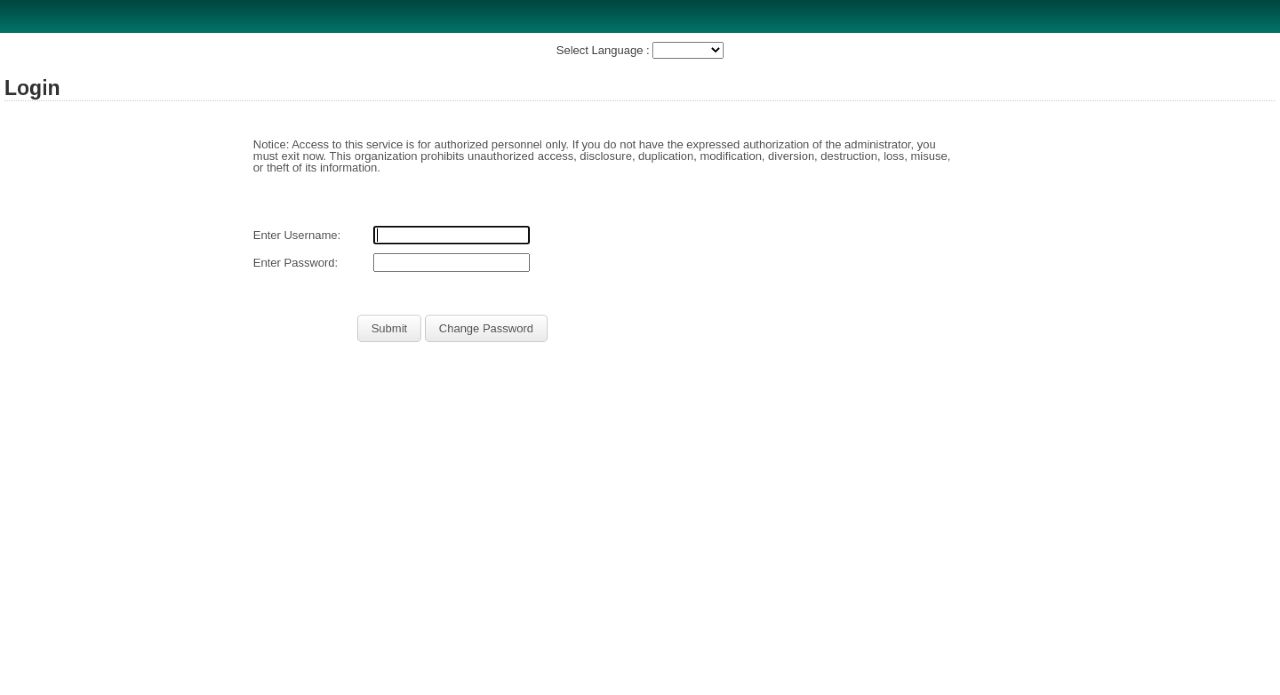 Select Language :
Login
Notice: Access to this service is for authorized personnel only. If you do not have the expressed authorization of the administrator, you
must exit now. This organization prohibits unauthorized access, disclosure, duplication, modification, diversion, destruction, loss, misuse,
or theft of its information.
Enter Username:
Enter Password:
Submit Change Password